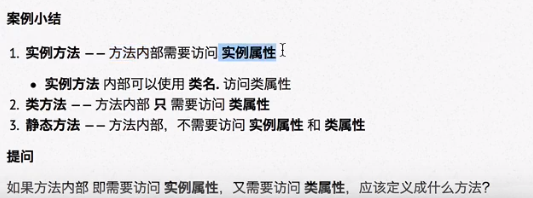 案例小结
1. 实例方法 —— 方法内部需要访问 实例属性
• 实例方法 内部可以使用 类名. 访问类属性
2. 类方法 —— 方法内部 只 需要访问 类属性
3. 静态方法 —— 方法内部，不需要访问 实例属性 和 类属性
提问
如果方法内部 即需要访问 实例属性，又需要访问 类属性，应该定义成什么方法？